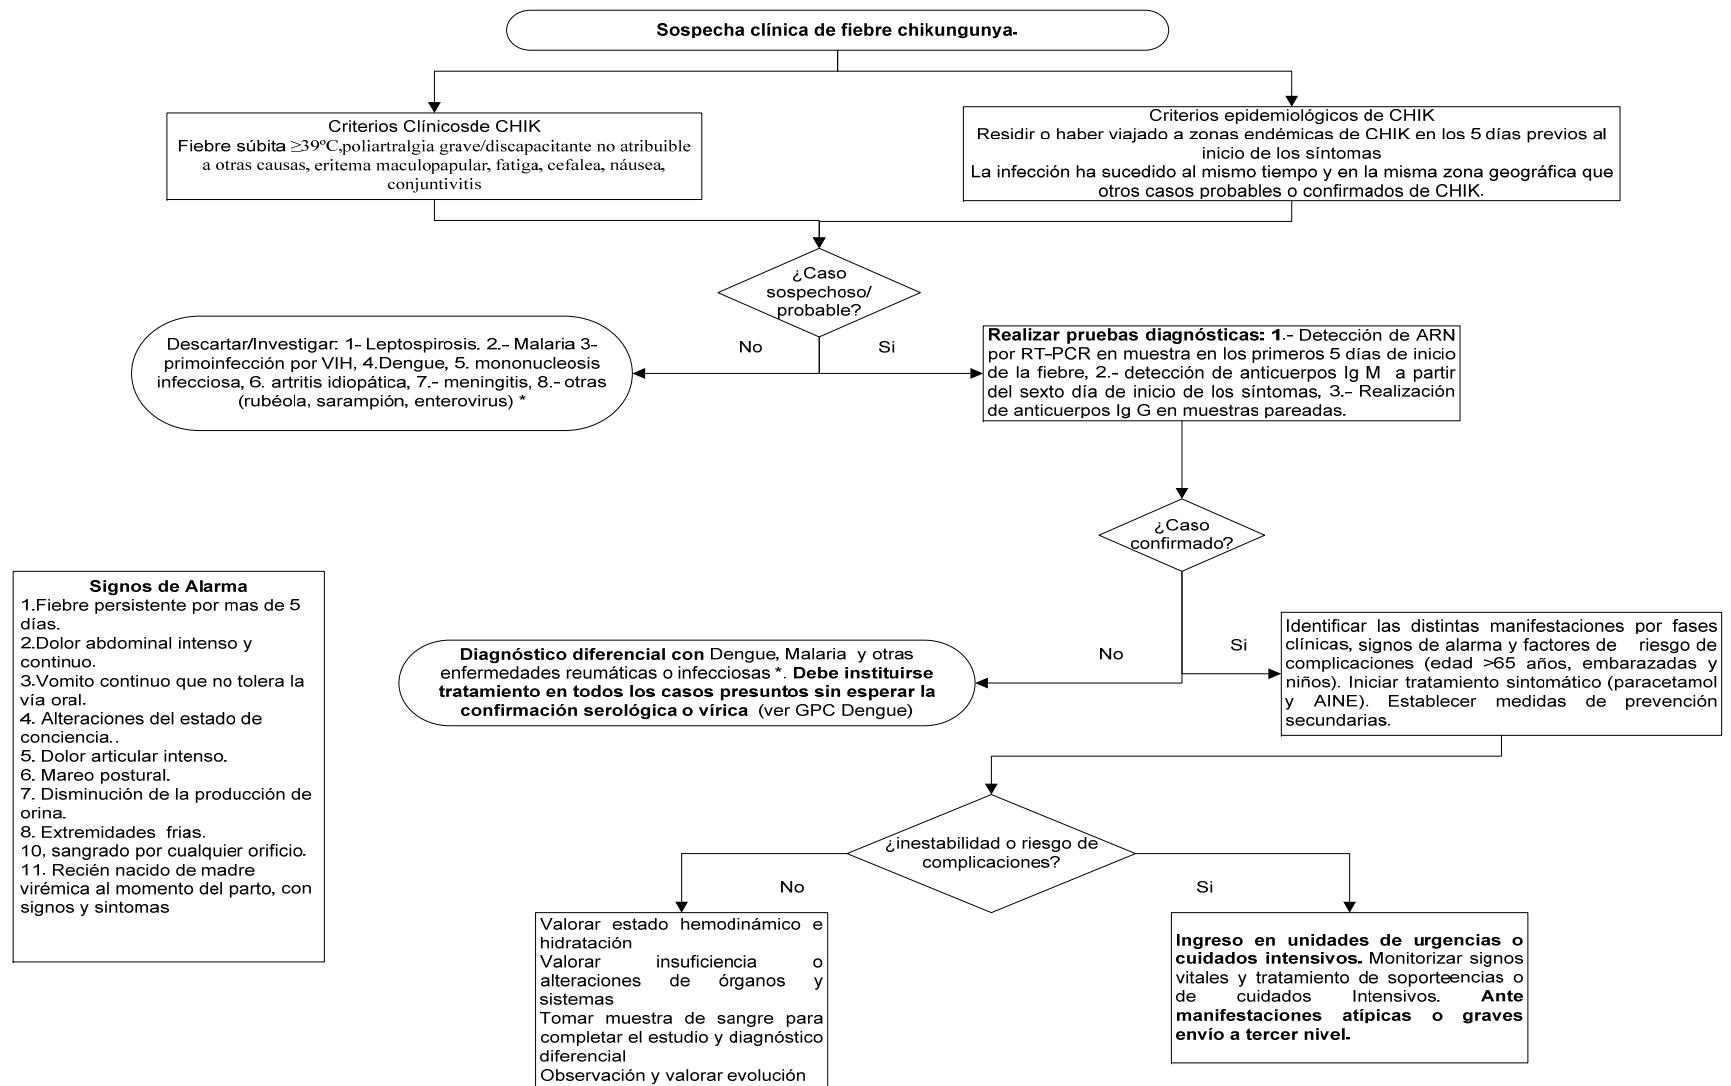 Sospecha clínica de fiebre chikungunya.
Criterios Clínicosde CHIK
Fiebre súbita ≥39ºC,poliartralgia grave/discapacitante no atribuible
a otras causas, eritema maculopapular, fatiga, cefalea, náusea,
conjuntivitis
Criterios epidemiológicos de CHIK
Residir o haber viajado a zonas endémicas de CHIK en los 5 días previos al
inicio de los síntomas
La infección ha sucedido al mismo tiempo y en la misma zona geográfica que
otros casos probables o confirmados de CHIK.
¿Caso
sospechoso/
probable?
No
Si
Descartar/Investigar: 1- Leptospirosis. 2.- Malaria 3-
primoinfección por VIH, 4.Dengue, 5. mononucleosis
infecciosa, 6. artritis idiopática, 7.- meningitis, 8.- otras
(rubéola, sarampión, enterovirus) *
Realizar pruebas diagnósticas: 1.- Detección de ARN
por RT-PCR en muestra en los primeros 5 días de inicio
de la fiebre, 2.- detección de anticuerpos Ig M a partir
del sexto día de inicio de los síntomas, 3.- Realización
de anticuerpos Ig G en muestras pareadas.
¿Caso
confirmado?
No
Si
Signos de Alarma
1.Fiebre persistente por mas de 5
días.
2.Dolor abdominal intenso y
continuo.
3.Vomito continuo que no tolera la
vía oral.
4. Alteraciones del estado de
conciencia..
5. Dolor articular intenso.
6. Mareo postural.
7. Disminución de la producción de
orina.
8. Extremidades frias.
10, sangrado por cualquier orificio.
11. Recién nacido de madre
virémica al momento del parto, con
signos y sintomas
Diagnóstico diferencial con Dengue, Malaria y otras
enfermedades reumáticas o infecciosas *. Debe instituirse
tratamiento en todos los casos presuntos sin esperar la
confirmación serológica o vírica (ver GPC Dengue)
Identificar las distintas manifestaciones por fases
clínicas, signos de alarma y factores de riesgo de
complicaciones (edad >65 años, embarazadas y
niños). Iniciar tratamiento sintomático (paracetamol
y AINE). Establecer medidas de prevención
secundarias.
¿inestabilidad o riesgo de
complicaciones?
No
Si
Valorar estado hemodinámico e
hidratación
Valorar insuficiencia o
alteraciones de órganos y
sistemas
Tomar muestra de sangre para
completar el estudio y diagnóstico
diferencial
Observación y valorar evolución
Ingreso en unidades de urgencias o
cuidados intensivos. Monitorizar signos
vitales y tratamiento de soporteencias o
de cuidados Intensivos. Ante
manifestaciones atípicas o graves
envío a tercer nivel.